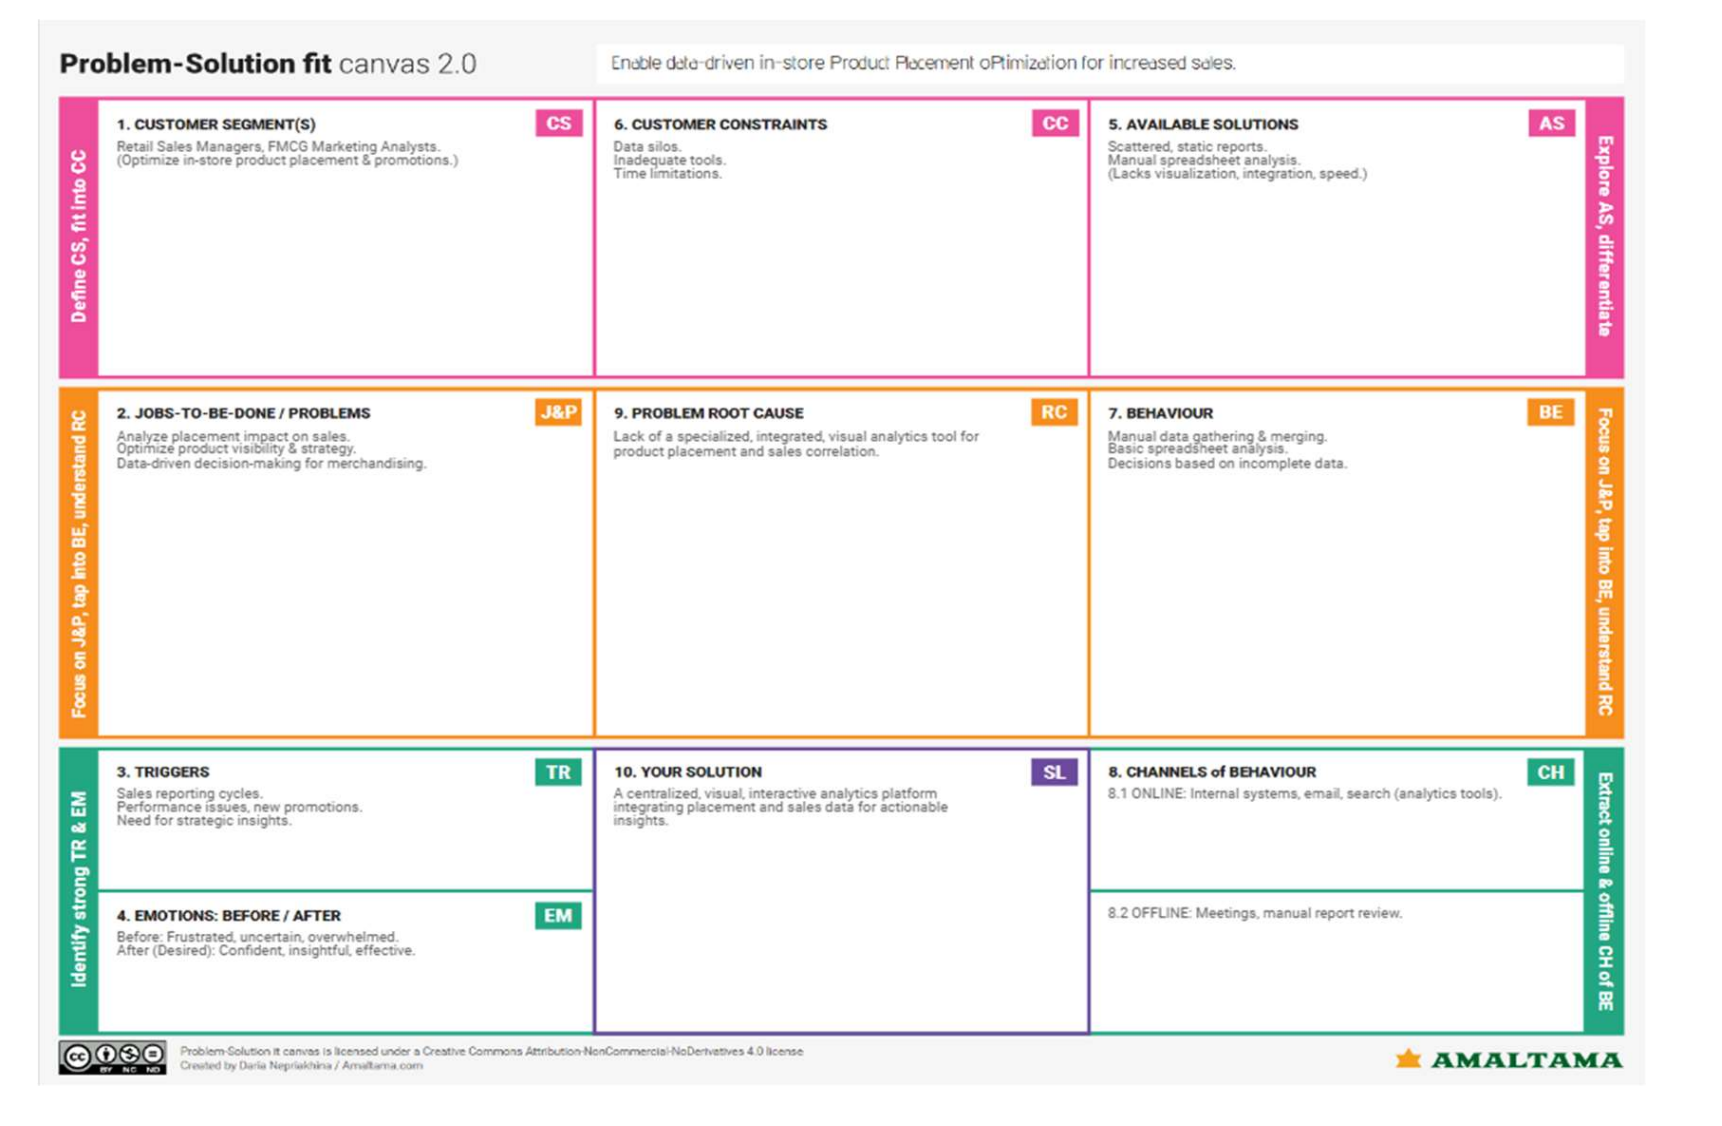 Problem-Solution fit canvas 2.0
Enable data-driven in-store Product Placement oPtimization for increased sales.
Define CS, fit into CC
1. CUSTOMER SEGMENT(S)
CS
Retail Sales Managers, FMCG Marketing Analysts.
(Optimize in-store product placement & promotions.)
6. CUSTOMER CONSTRAINTS
CC
Data silos.
Inadequate tools.
Time limitations.
5. AVAILABLE SOLUTIONS
AS
Scattered, static reports.
Manual spreadsheet analysis.
(Lacks visualization, integration, speed.)
Explore AS, differentiate
Focus on J&P, tap into BE, understand RC
2. JOBS-TO-BE-DONE / PROBLEMS
J&P
Analyze placement impact on sales.
Optimize product visibility & strategy.
Data-driven decision-making for merchandising.
9. PROBLEM ROOT CAUSE
RC
Lack of a specialized, integrated, visual analytics tool for
product placement and sales correlation.
7. BEHAVIOUR
BE
Manual data gathering & merging.
Basic spreadsheet analysis.
Decisions based on incomplete data.
Focus on J&P, tap into BE, understand RC
Identify strong TR & EM
3. TRIGGERS
TR
Sales reporting cycles.
Performance issues, new promotions.
Need for strategic insights.
4. EMOTIONS: BEFORE / AFTER
EM
Before: Frustrated, uncertain, overwhelmed.
After (Desired): Confident, insightful, effective.
10. YOUR SOLUTION
SL
A centralized, visual, interactive analytics platform
integrating placement and sales data for actionable
insights.
8. CHANNELS of BEHAVIOUR
CH
8.1 ONLINE: Internal systems, email, search (analytics tools).
8.2 OFFLINE: Meetings, manual report review.
Extract online & offline CH of BE
cc
BY NC ND
Problem-Solution fit canvas is licensed under a Creative Commons Attribution-NonCommercial-NoDerivatives 4.0 license
Created by Daria Nepriakhina / Amaltama.com
AMALTAMA